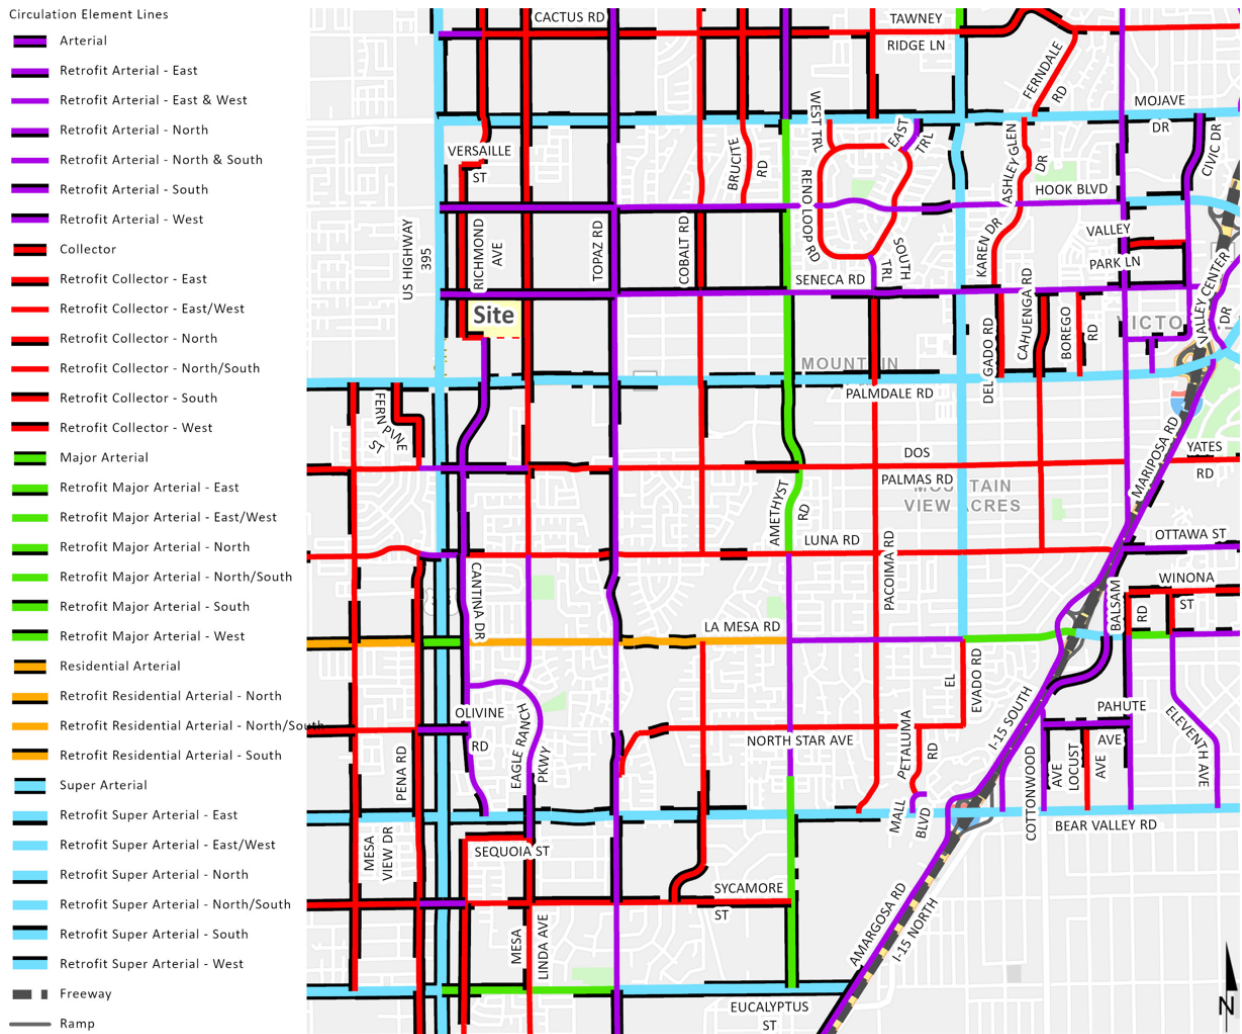 Circulation Element Lines
Arterial
Retrofit Arterial - East
Retrofit Arterial - East & West
Retrofit Arterial - North
Retrofit Arterial - North & South
Retrofit Arterial - South
Retrofit Arterial - West
Collector
Retrofit Collector - East
Retrofit Collector - East/West
Retrofit Collector - North
Retrofit Collector - North/South
Retrofit Collector - South
Retrofit Collector - West
Major Arterial
Retrofit Major Arterial - East
Retrofit Major Arterial - East/West
Retrofit Major Arterial - North
Retrofit Major Arterial - North/South
Retrofit Major Arterial - South
Retrofit Major Arterial - West
Residential Arterial
Retrofit Residential Arterial - North
Retrofit Residential Arterial - North/South
Retrofit Residential Arterial - South
Super Arterial
Retrofit Super Arterial - East
Retrofit Super Arterial - East/West
Retrofit Super Arterial - North
Retrofit Super Arterial - North/South
Retrofit Super Arterial - South
Retrofit Super Arterial - West
Freeway
Ramp
CACTUS RD
TAWNEY
RIDGE LN
FERNDALE
RD
MOJAVE
DR
WEST TRL
EAST
TRL
CIVIC DR
VERSAILLE
ST
BRUCITE
RD
ASHLEY GLEN
DR
HOOK BLVD
RENO LOOP RD
US HIGHWAY
395
RICHMOND
AVE
TOPAZ RD
COBALT RD
SOUTH
TRL
KAREN DR
VALLEY
PARK LN
SENECA RD
CAHUENGA RD
VALLEY CENTER
DR
Site
DEL GADO RD
BOREGO
RD
VICTO
MOUNTAIN
PALMDALE RD
FERN PINE
ST
DOS
PALMAS RD
MARIPOSA RD
YATES
RD
AMETHYST
RD
MOUNTAIN
VIEW ACRES
LUNA RD
PACOIMA RD
OTTAWA ST
CANTINA DR
BALSAM
RD
WINONA
ST
LA MESA RD
EL
EVADO RD
OLIVINE
RD
EAGLE RANCH
PKWY
I-15 SOUTH
PAHUTE
AVE
ELEVENTH AVE
NORTH STAR AVE
PETALUMA
RD
PENA RD
COTTONWOOD
AVE
LOCUST
AVE
MALL
BLVD
BEAR VALLEY RD
MESA
VIEW DR
SEQUOIA ST
SYCAMORE
ST
AMARGOSA RD
I-15 NORTH
MESA
LINDA AVE
EUCALYPTUS
ST
N